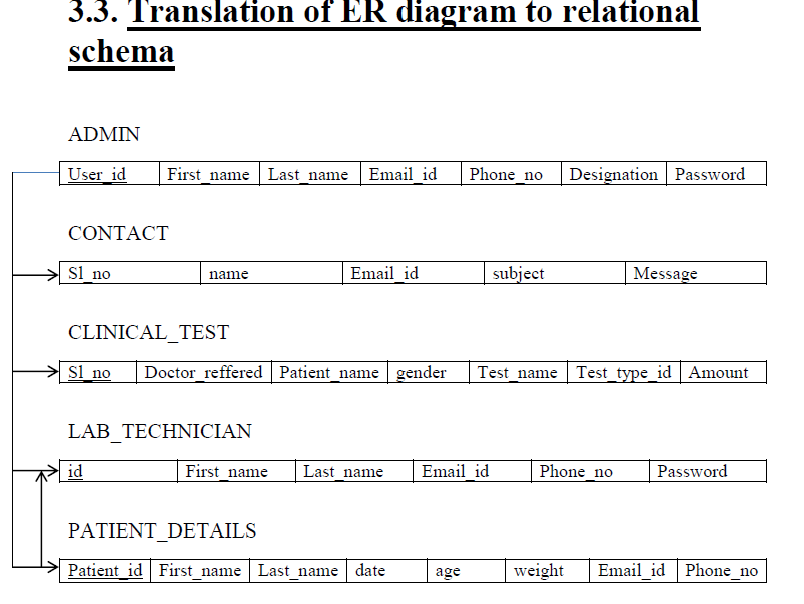 3.3. Translation of ER diagram to relational
schema
ADMIN
User_id First_name Last_name Email_id Phone_no Designation Password
CONTACT
Sl_no name Email_id subject Message
CLINICAL_TEST
Sl_no Doctor_reffered Patient_name gender Test_name Test_type_id Amount
LAB_TECHNICIAN
id First_name Last_name Email_id Phone_no Password
PATIENT_DETAILS
Patient_id First_name Last_name date age weight Email_id Phone_no